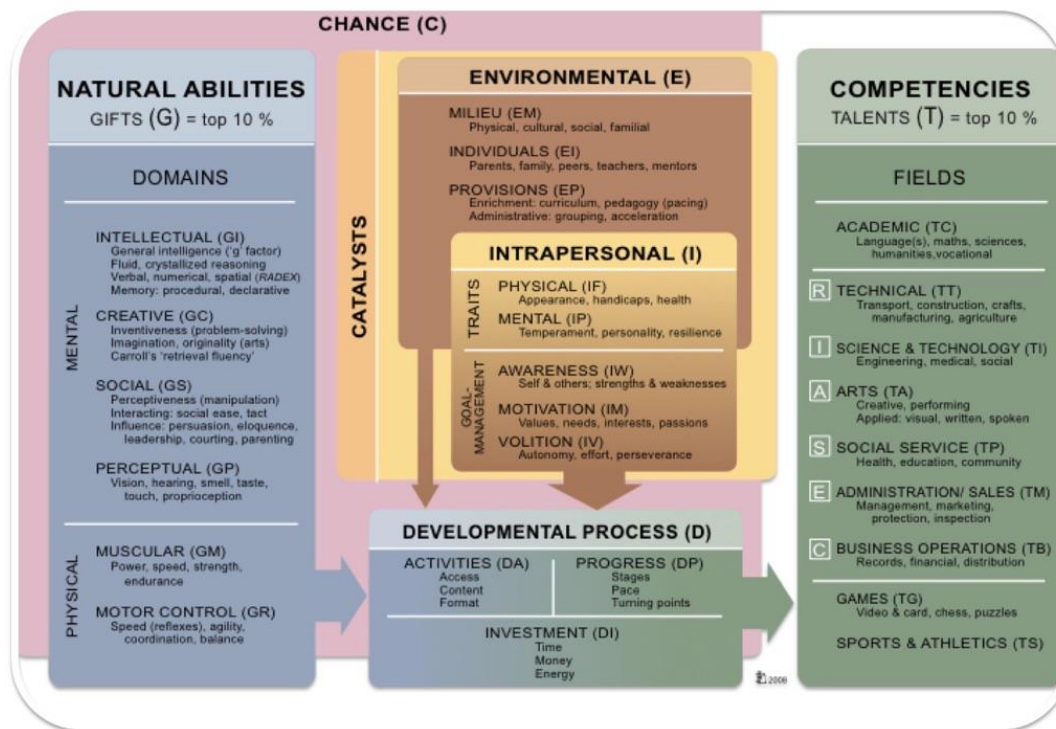 CHANCE (C)
NATURAL ABILITIES
GIFTS (G) = top 10 %
DOMAINS
MENTAL
INTELLECTUAL (GI)
General intelligence ('g' factor)
Fluid, crystallized reasoning
Verbal, numerical, spatial (RADEX)
Memory: procedural, declarative
CREATIVE (GC)
Inventiveness (problem-solving)
Imagination, originality (arts)
Carroll's 'retrieval fluency'
SOCIAL (GS)
Perceptiveness (manipulation)
Interacting: social ease, tact
Influence: persuasion, eloquence,
leadership, courting, parenting
PERCEPTUAL (GP)
Vision, hearing, smell, taste,
touch, proprioception
PHYSICAL
MUSCULAR (GM)
Power, speed, strength,
endurance
MOTOR CONTROL (GR)
Speed (reflexes), agility,
coordination, balance
CATALYSTS
ENVIRONMENTAL (E)
MILIEU (EM)
Physical, cultural, social, familial
INDIVIDUALS (EI)
Parents, family, peers, teachers, mentors
PROVISIONS (EP)
Enrichment: curriculum, pedagogy (pacing)
Administrative: grouping, acceleration
INTRAPERSONAL (I)
TRAITS
PHYSICAL (IF)
Appearance, handicaps, health
MENTAL (IP)
Temperament, personality, resilience
GOAL-
MANAGEMENT
AWARENESS (IW)
Self & others; strengths & weaknesses
MOTIVATION (IM)
Values, needs, interests, passions
VOLITION (IV)
Autonomy, effort, perseverance
DEVELOPMENTAL PROCESS (D)
ACTIVITIES (DA)
Access
Content
Format
PROGRESS (DP)
Stages
Pace
Turning points
INVESTMENT (DI)
Time
Money
Energy
2008
COMPETENCIES
TALENTS (T) = top 10 %
FIELDS
ACADEMIC (TC)
Language(s), maths, sciences,
humanities,vocational
R TECHNICAL (TT)
Transport, construction, crafts,
manufacturing, agriculture
I SCIENCE & TECHNOLOGY (TI)
Engineering, medical, social
A ARTS (TA)
Creative, performing
Applied: visual, written, spoken
S SOCIAL SERVICE (TP)
Health, education, community
E ADMINISTRATION/ SALES (TM)
Management, marketing,
protection, inspection
C BUSINESS OPERATIONS (TB)
Records, financial, distribution
GAMES (TG)
Video & card, chess, puzzles
SPORTS & ATHLETICS (TS)